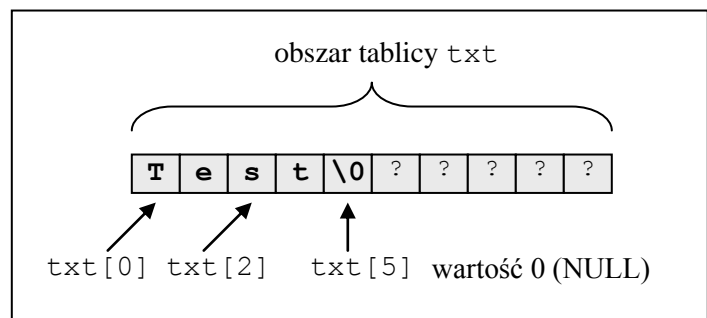 obszar tablicy txt
T e s t \0 ? ? ? ? ?
txt[0] txt[2] txt[5] wartość 0 (NULL)